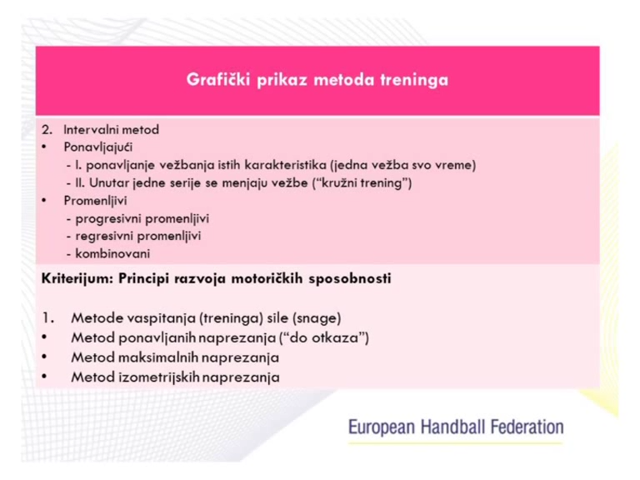 Grafički prikaz metoda treninga
2. Intervalni metod
• Ponavljajući
- I. ponavljanje vežbanja istih karakteristika (jedna vežba svo vreme)
- II. Unutar jedne serije se menjaju vežbe (“kružni trening”)
• Promenljivi
- progresivni promenljivi
- regresivni promenljivi
- kombinovani
Kriterijum: Principi razvoja motoričkih sposobnosti
1. Metode vaspitanja (treninga) sile (snage)
• Metod ponavljanih naprezanja (“do otkaza”)
• Metod maksimalnih naprezanja
• Metod izometrijskih naprezanja
European Handball Federation